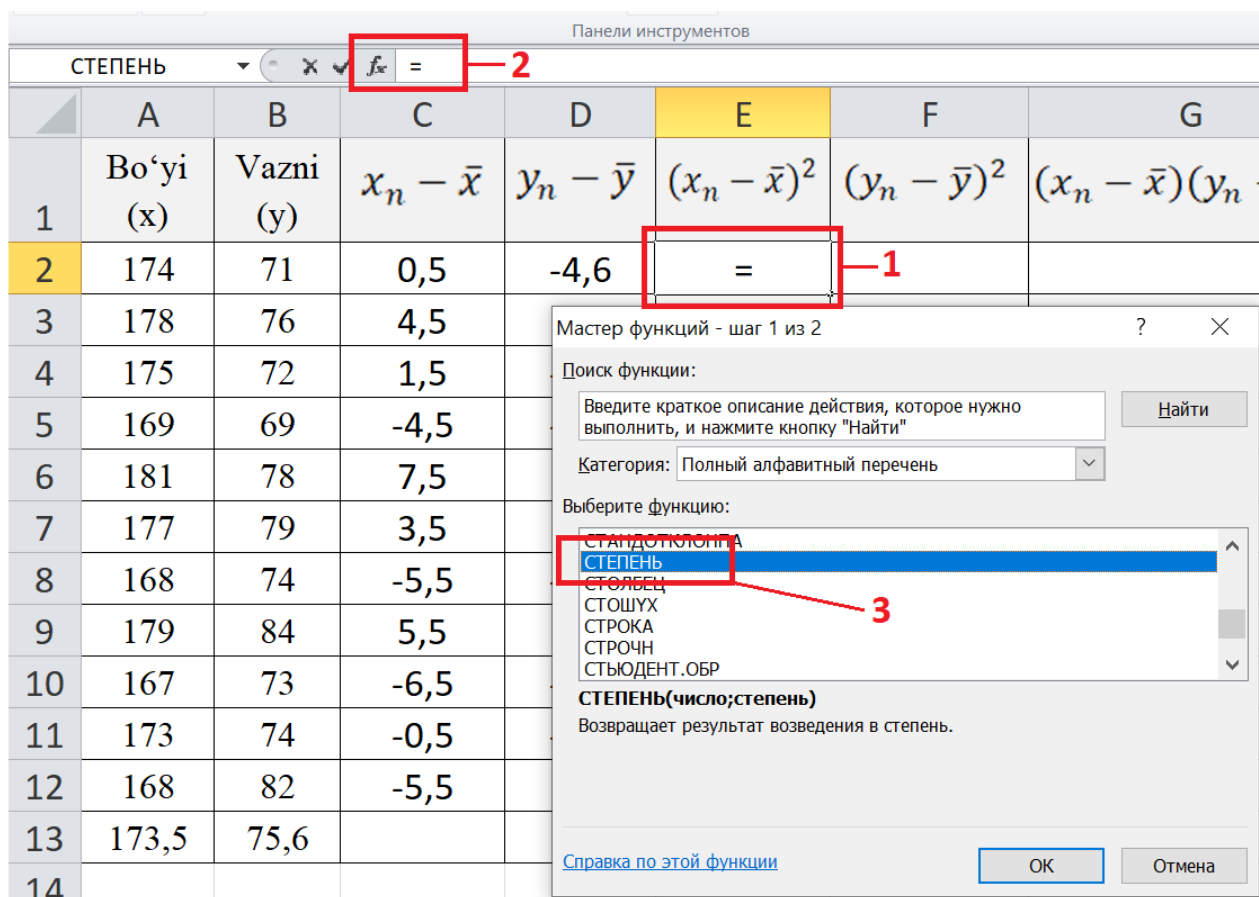 Панели инструментов
СТЕПЕНЬ fx = 2
A B C D E F G
1 Bo‘yi (x) Vazni (y) xₙ − x̄ yₙ − ȳ (xₙ − x̄)² (yₙ − ȳ)² (xₙ − x̄)(yₙ
2 174 71 0,5 -4,6 = 1
3 178 76 4,5
4 175 72 1,5
5 169 69 -4,5
6 181 78 7,5
7 177 79 3,5
8 168 74 -5,5
9 179 84 5,5
10 167 73 -6,5
11 173 74 -0,5
12 168 82 -5,5
13 173,5 75,6
14
Мастер функций - шаг 1 из 2 ? ×
Поиск функции:
Введите краткое описание действия, которое нужно
выполнить, и нажмите кнопку "Найти"
Найти
Категория: Полный алфавитный перечень
Выберите функцию:
СТАНДОТКЛОНПА
СТЕПЕНЬ
СТОЛБЕЦ
3
СТОШYX
СТРОКА
СТРОЧН
СТЬЮДЕНТ.ОБР
СТЕПЕНЬ(число;степень)
Возвращает результат возведения в степень.
Справка по этой функции
ОК
Отмена